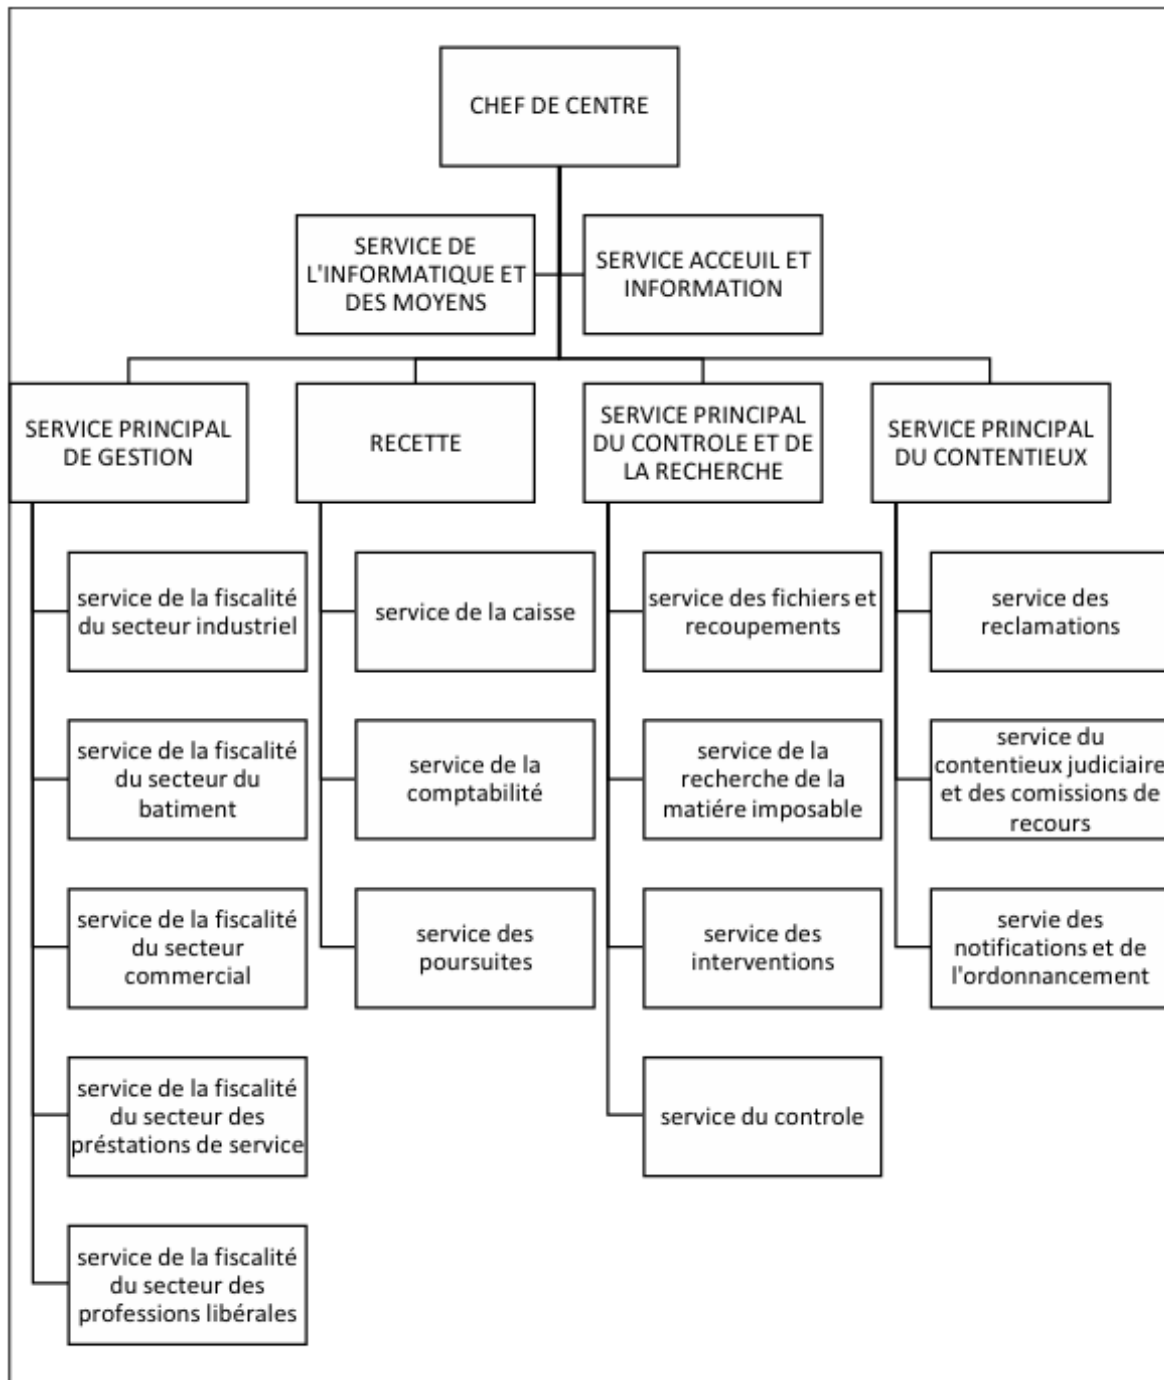 CHEF DE CENTRE
SERVICE DE
L'INFORMATIQUE ET
DES MOYENS
SERVICE ACCEUIL ET
INFORMATION
SERVICE PRINCIPAL
DE GESTION
RECETTE
SERVICE PRINCIPAL
DU CONTROLE ET DE
LA RECHERCHE
SERVICE PRINCIPAL
DU CONTENTIEUX
service de la fiscalité
du secteur industriel
service de la fiscalité
du secteur du
batiment
service de la fiscalité
du secteur
commercial
service de la fiscalité
du secteur des
préstations de service
service de la fiscalité
du secteur des
professions libérales
service de la caisse
service de la
comptabilité
service des
poursuites
service des fichiers et
recoupements
service de la
recherche de la
matiére imposable
service des
interventions
service du controle
service des
reclamations
service du
contentieux judiciaire
et des comissions de
recours
servie des
notifications et de
l'ordonnancement